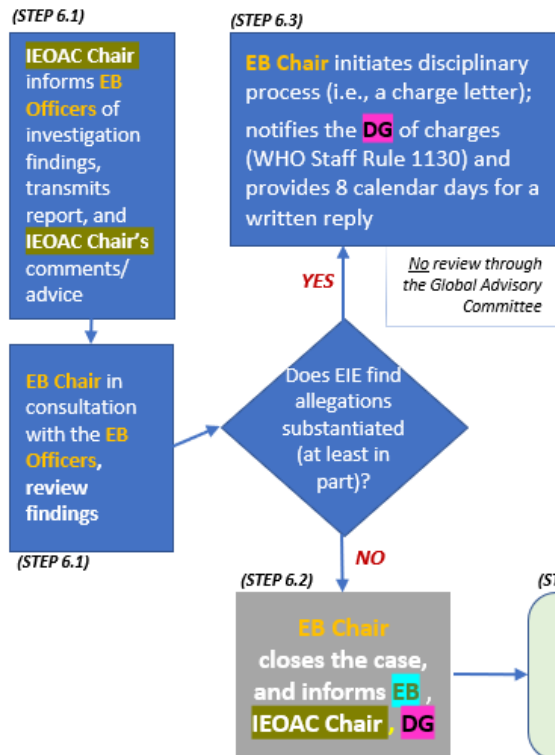 (STEP 6.1)
IEOAC Chair
informs EB
Officers of
investigation
findings,
transmits
report, and
IEOAC Chair's
comments/
advice
(STEP 6.3)
EB Chair initiates disciplinary
process (i.e., a charge letter);
notifies the DG of charges
(WHO Staff Rule 1130) and
provides 8 calendar days for a
written reply
No review through
the Global Advisory
Committee
YES
EB Chair in
consultation
with the EB
Officers,
review
findings
(STEP 6.1)
Does EIE find
allegations
substantiated
(at least in
part)?
NO
(STEP 6.2)
EB Chair
closes the case,
and informs EB ,
IEOAC Chair , DG
(ST